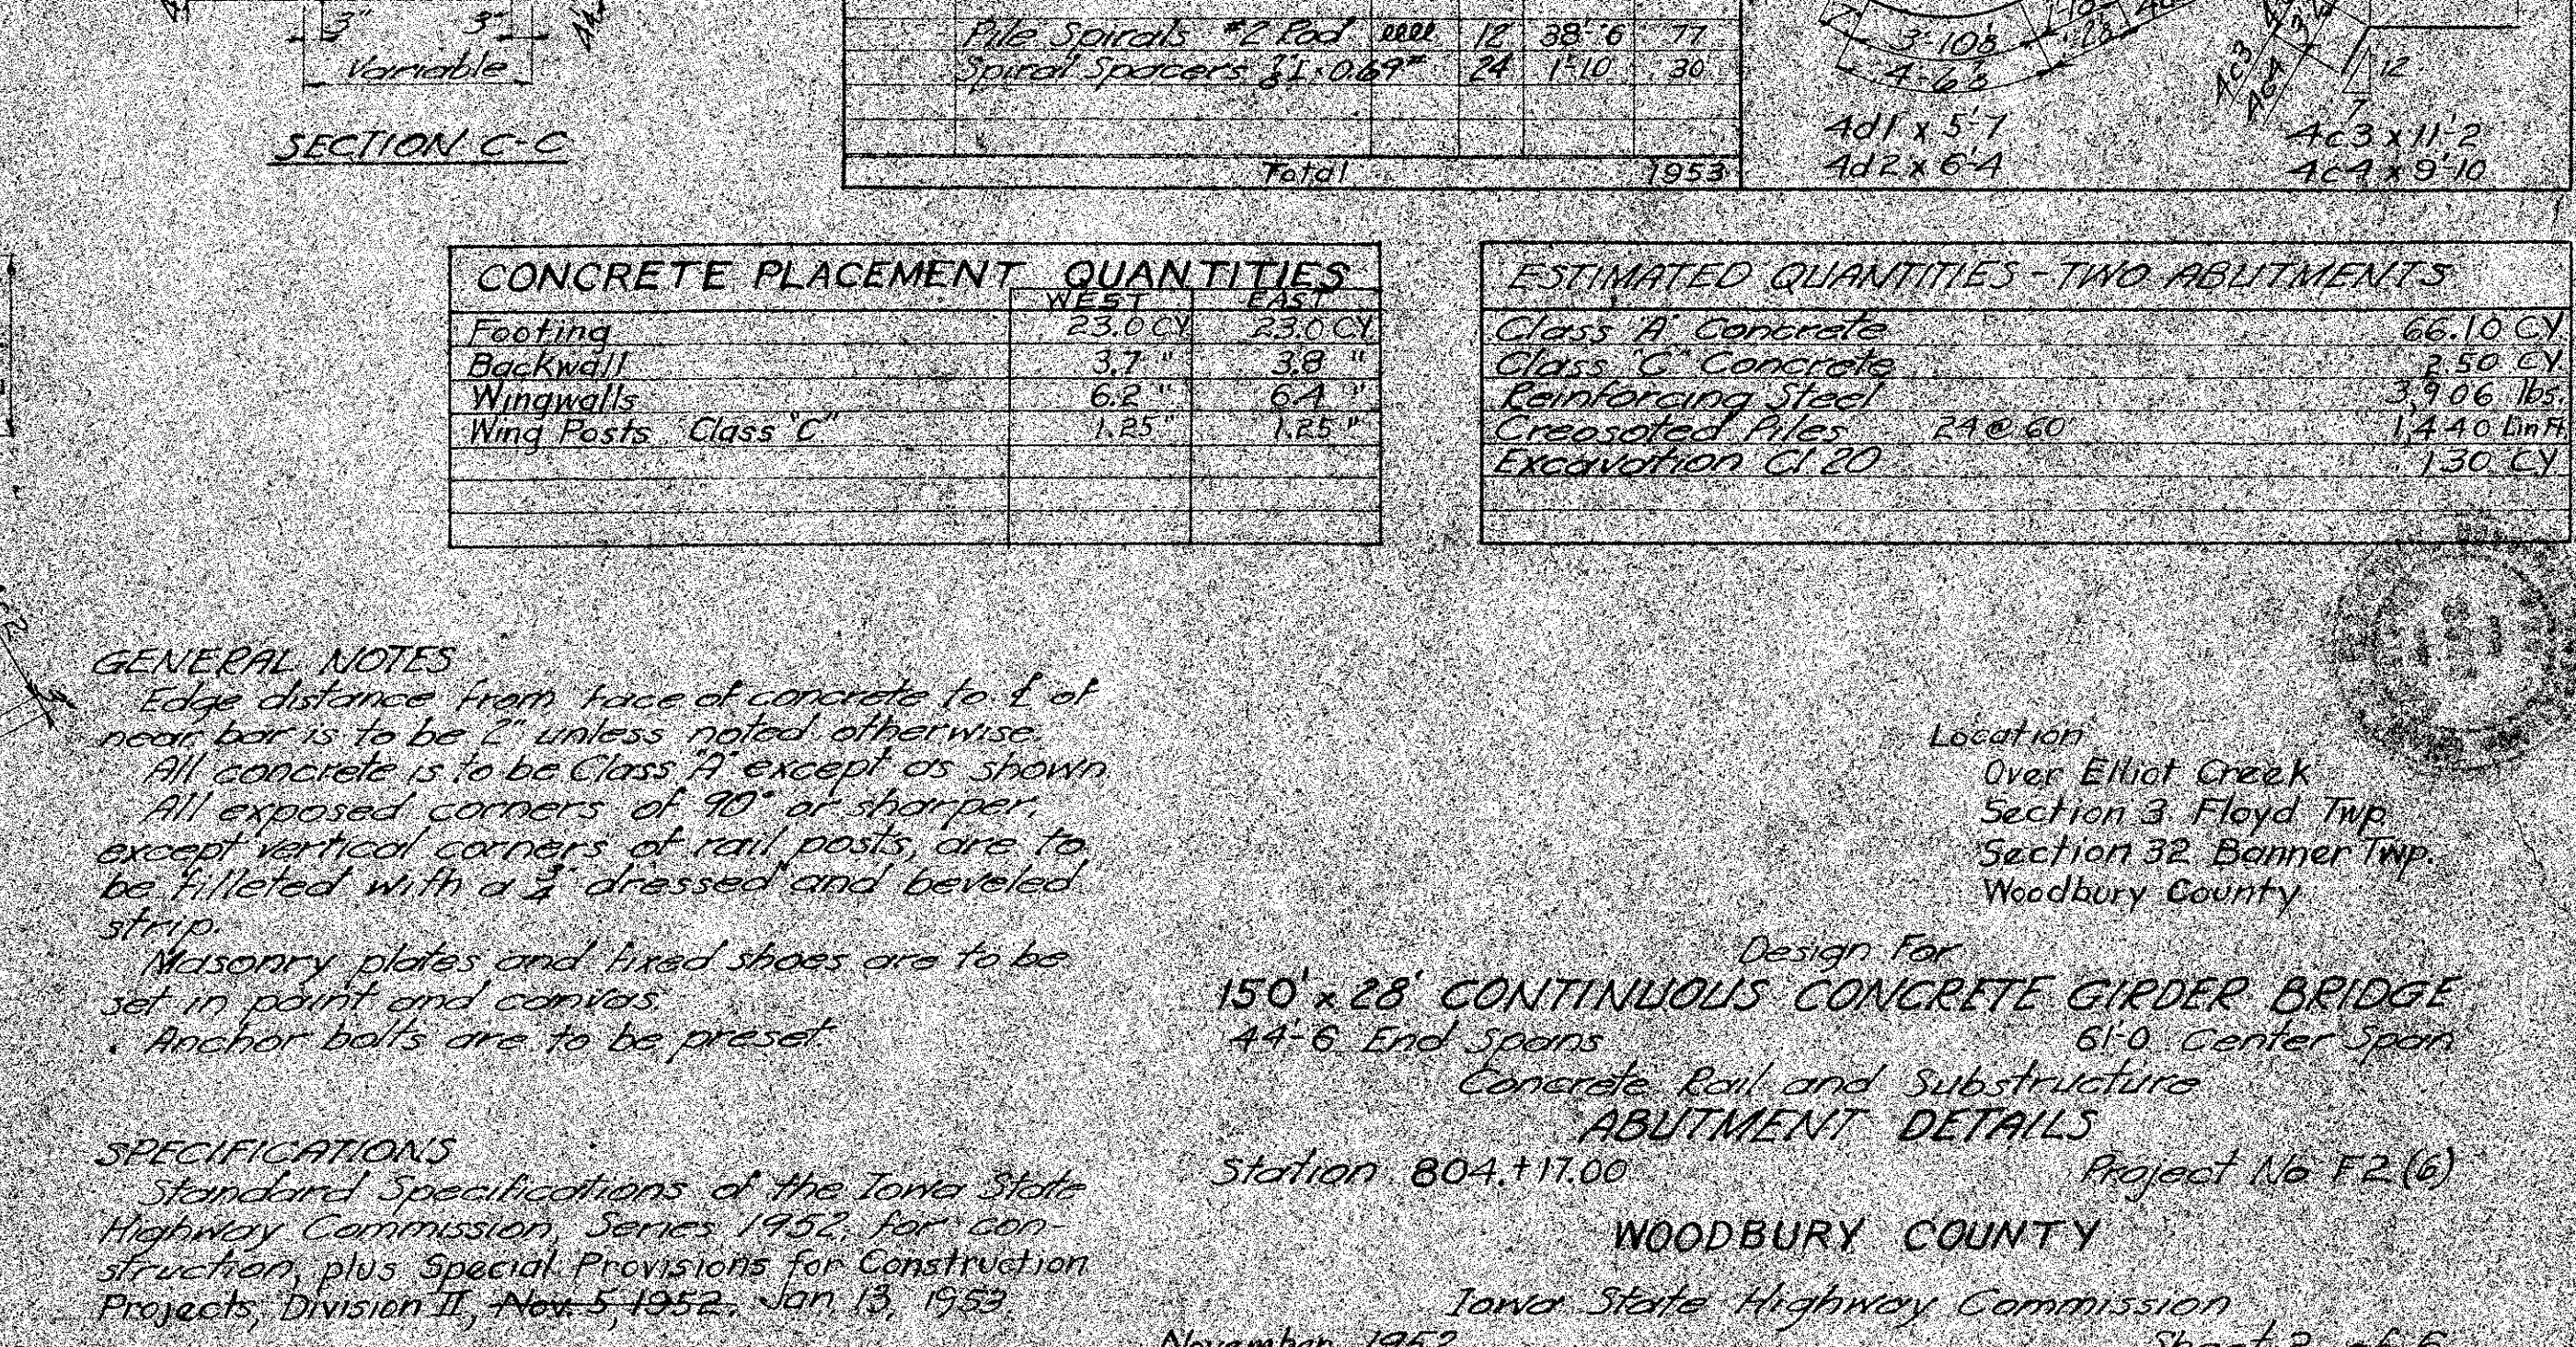 3" 3"
Variable
SECTION C-C
Pile Spirals #2 Rod 12 38'-6 77
Spiral Spacers 24 1'-10 30
Total 1953
12
7
4c3
4c4
4d1 x 5'-7
4d2 x 6'-4
4c3 x 11'-2
4c4 x 9'-10
CONCRETE PLACEMENT QUANTITIES
WEST EAST
Footing 23.0 CY. 23.0 CY.
Backwall 3.7 " 3.8 "
Wingwalls 6.2 " 6.4 "
Wing Posts Class "C" 1.25 " 1.25 "
ESTIMATED QUANTITIES - TWO ABUTMENTS
Class "A" Concrete 66.10 CY.
Class "C" Concrete 2.50 CY.
Reinforcing Steel 3,906 lbs.
Creosoted Piles 24 @ 60' 1,440 Lin Ft.
Excavation Cl 20 130 CY
GENERAL NOTES
Edge distance from face of concrete to ℄ of
near bar is to be 2" unless noted otherwise.
All concrete is to be Class "A" except as shown.
All exposed corners of 90° or sharper,
except vertical corners of rail posts, are to
be filleted with a ¾" dressed and beveled
strip.
Masonry plates and fixed shoes are to be
set in paint and canvas.
Anchor bolts are to be preset.
SPECIFICATIONS
Standard Specifications of the Iowa State
Highway Commission, Series 1952, for con-
struction, plus Special Provisions for Construction
Projects, Division II, Nov. 5, 1952. Jan. 13, 1953.
Location
Over Elliot Creek
Section 3 Floyd Twp.
Section 32 Banner Twp.
Woodbury County
Design For
150' x 28' CONTINUOUS CONCRETE GIRDER BRIDGE
44'-6 End Spans 61'-0 Center Span
Concrete Rail and Substructure
ABUTMENT DETAILS
Station 804.+17.00 Project No F2(6)
WOODBURY COUNTY
Iowa State Highway Commission
November 1952 Sheet 2 of 6